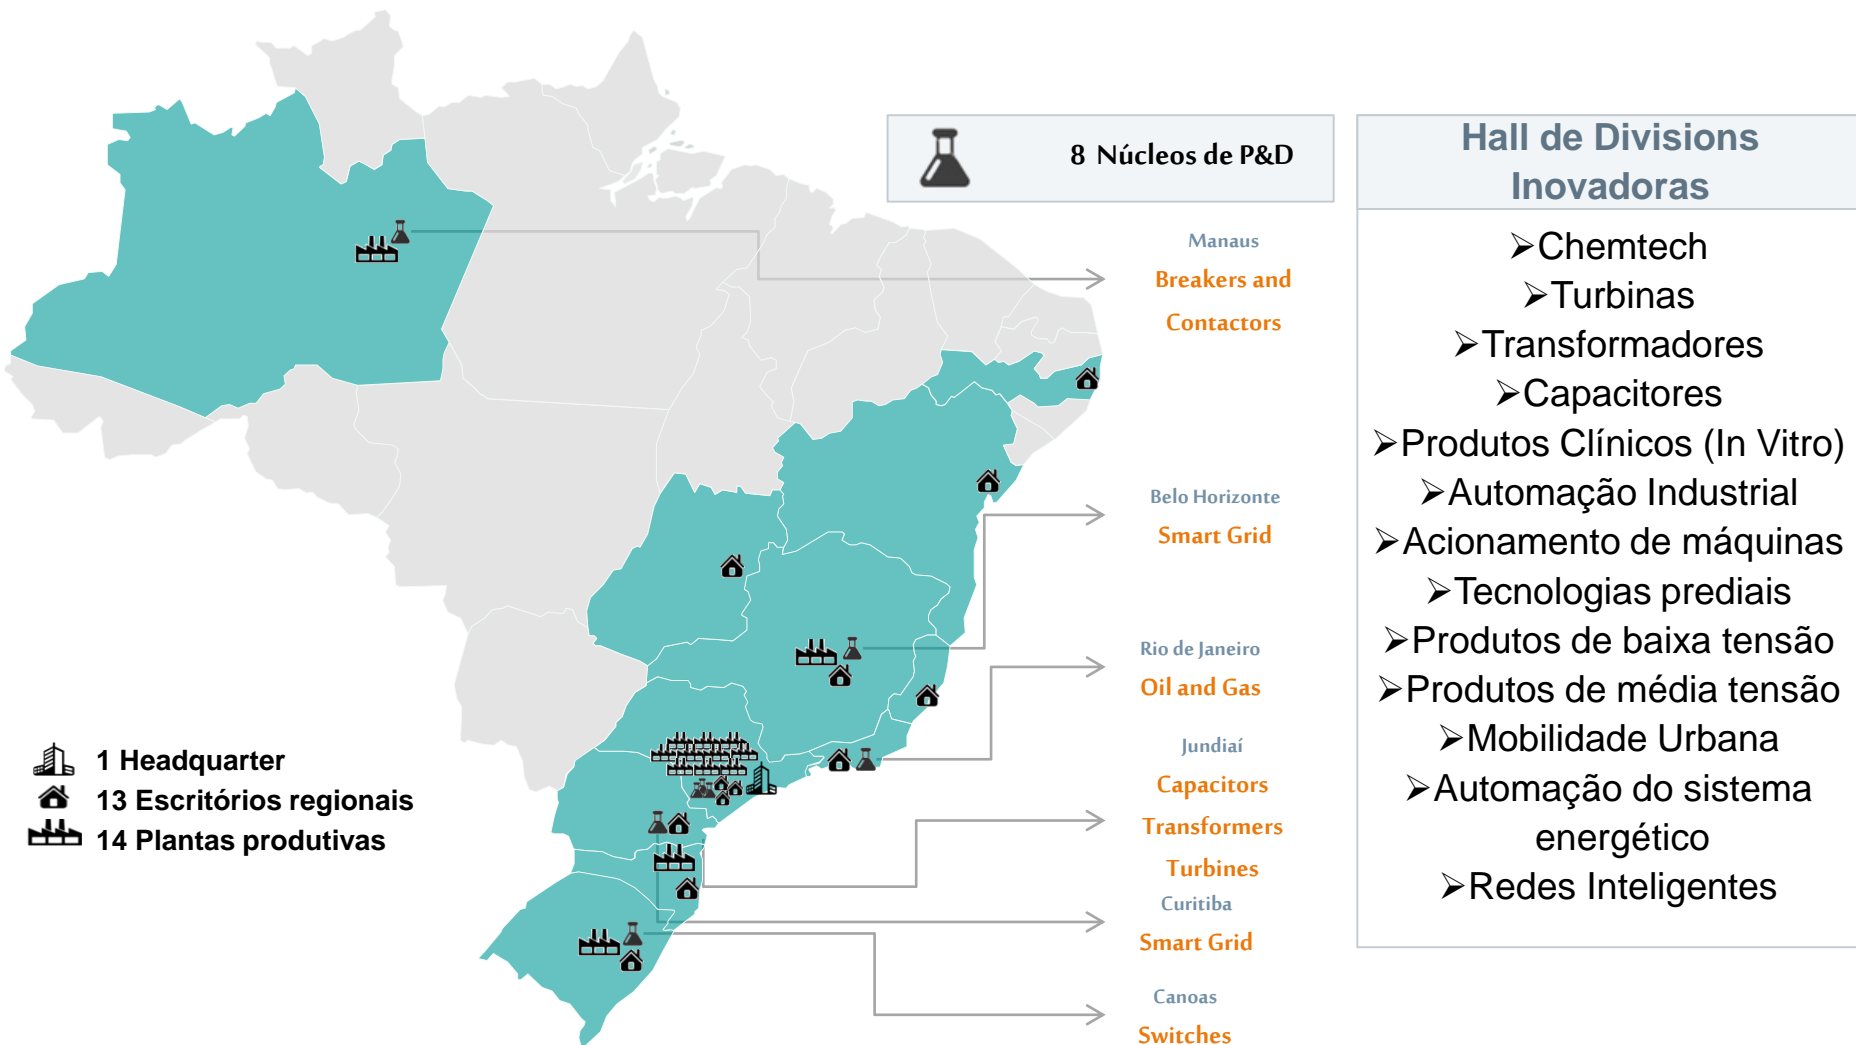 8 Núcleos de P&D
Manaus
Breakers and
Contactors
Belo Horizonte
Smart Grid
Rio de Janeiro
Oil and Gas
Jundiaí
Capacitors
Transformers
Turbines
Curitiba
Smart Grid
Canoas
Switches
1 Headquarter
13 Escritórios regionais
14 Plantas produtivas
Hall de Divisions
Inovadoras
➢Chemtech
➢Turbinas
➢Transformadores
➢Capacitores
➢Produtos Clínicos (In Vitro)
➢Automação Industrial
➢Acionamento de máquinas
➢Tecnologias prediais
➢Produtos de baixa tensão
➢Produtos de média tensão
➢Mobilidade Urbana
➢Automação do sistema
energético
➢Redes Inteligentes